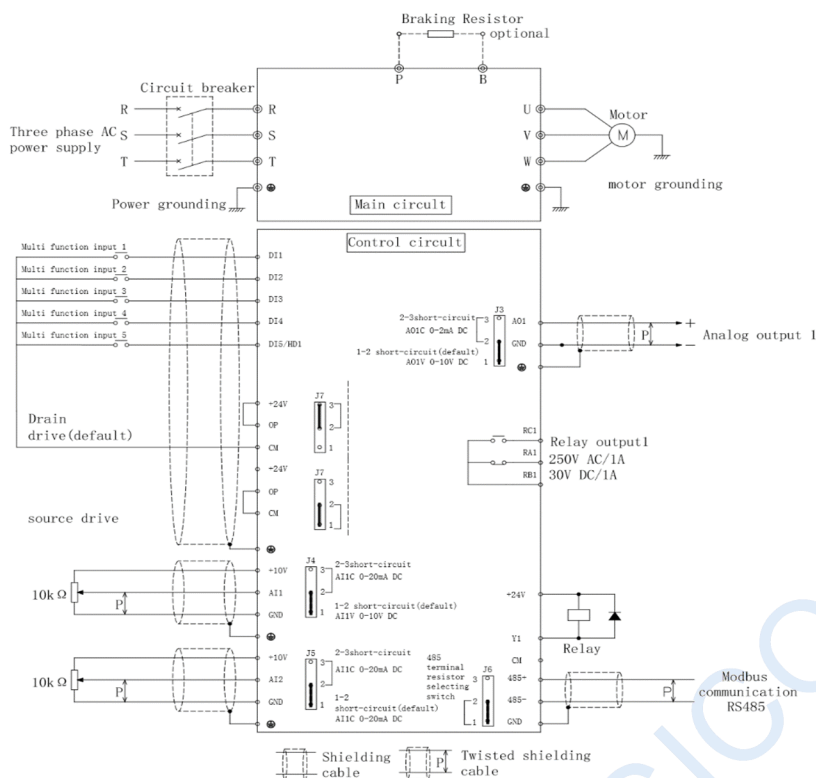 Braking Resistor
optional
P
B
Circuit breaker
R
R
U
Motor
Three phase AC
power supply
S
S
V
M
T
T
W
Power grounding
Main circuit
motor grounding
Control circuit
Multi function input 1
DI1
Multi function input 2
DI2
Multi function input 3
DI3
Multi function input 4
DI4
Multi function input 5
DI5/HD1
J3
2-3short-circuit
AO1C 0-2mA DC
3
2
1-2 short-circuit(default)
AO1V 0-10V DC
1
AO1
GND
P
+
−
Analog output 1
Drain
drive(default)
+24V
OP
CM
J7
3
2
1
+24V
OP
CM
J7
3
2
1
source drive
RC1
RA1
RB1
Relay output1
250V AC/1A
30V DC/1A
10kΩ
P
+10V
AI1
GND
J4
3
2
1
2-3short-circuit
AI1C 0-20mA DC
1-2 short-circuit(default)
AI1V 0-10V DC
+24V
Y1
Relay
CM
10kΩ
P
+10V
AI2
GND
J5
3
2
1
2-3short-circuit
AI1C 0-20mA DC
1-2
short-circuit(default)
AI1C 0-20mA DC
485
terminal
resistor
selecting
switch
J6
3
2
1
485+
485-
GND
P
Modbus
communication
RS485
Shielding
cable
P
Twisted shielding
cable